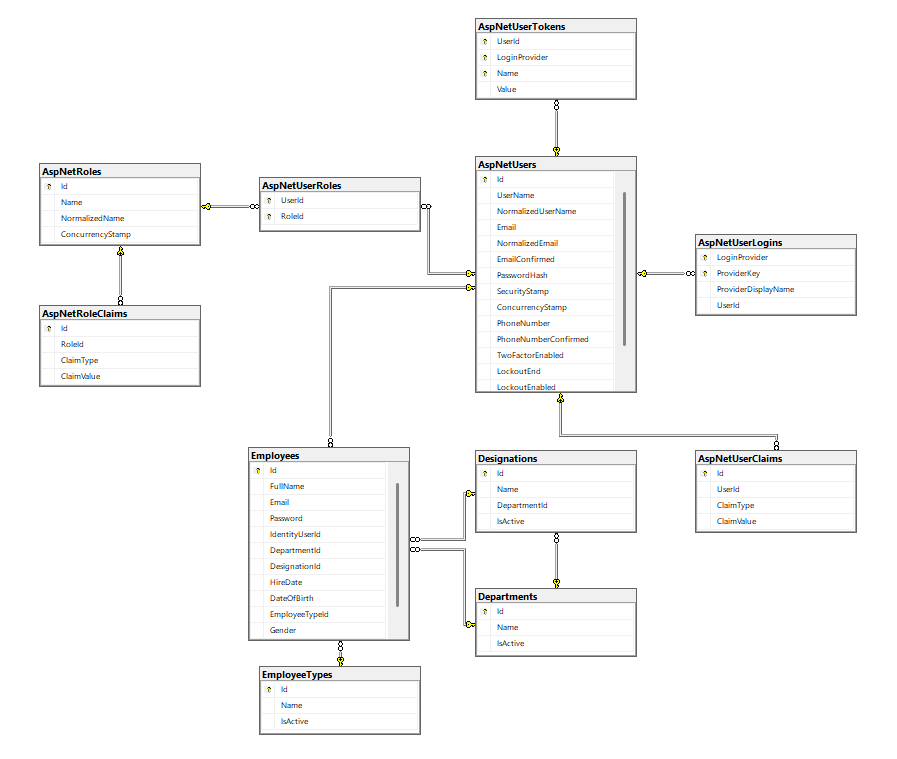 AspNetUserTokens
UserId
LoginProvider
Name
Value
AspNetRoles
Id
Name
NormalizedName
ConcurrencyStamp
AspNetUserRoles
UserId
RoleId
AspNetUsers
Id
UserName
NormalizedUserName
Email
NormalizedEmail
EmailConfirmed
PasswordHash
SecurityStamp
ConcurrencyStamp
PhoneNumber
PhoneNumberConfirmed
TwoFactorEnabled
LockoutEnd
LockoutEnabled
AspNetUserLogins
LoginProvider
ProviderKey
ProviderDisplayName
UserId
AspNetRoleClaims
Id
RoleId
ClaimType
ClaimValue
Employees
Id
FullName
Email
Password
IdentityUserId
DepartmentId
DesignationId
HireDate
DateOfBirth
EmployeeTypeId
Gender
Designations
Id
Name
DepartmentId
IsActive
AspNetUserClaims
Id
UserId
ClaimType
ClaimValue
Departments
Id
Name
IsActive
EmployeeTypes
Id
Name
IsActive